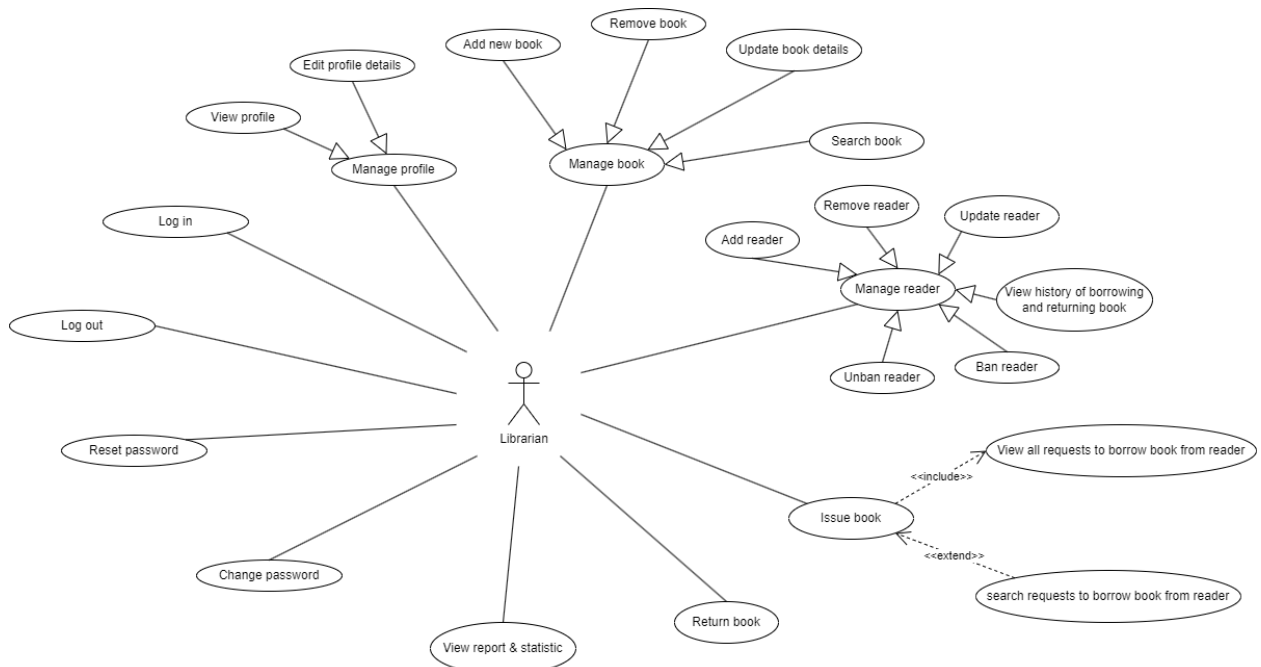 Remove book
Add new book
Update book details
Edit profile details
View profile
Search book
Manage profile
Manage book
Remove reader
Log in
Update reader
Add reader
Manage reader
View history of borrowing
and returning book
Log out
Ban reader
Unban reader
Librarian
Reset password
View all requests to borrow book from reader
<<include>>
Issue book
<<extend>>
Change password
search requests to borrow book from reader
Return book
View report & statistic